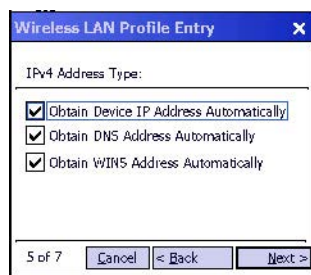 Wireless LAN Profile Entry
IPv4 Address Type:
Obtain Device IP Address Automatically
Obtain DNS Address Automatically
Obtain WINS Address Automatically
5 of 7 Cancel < Back Next >